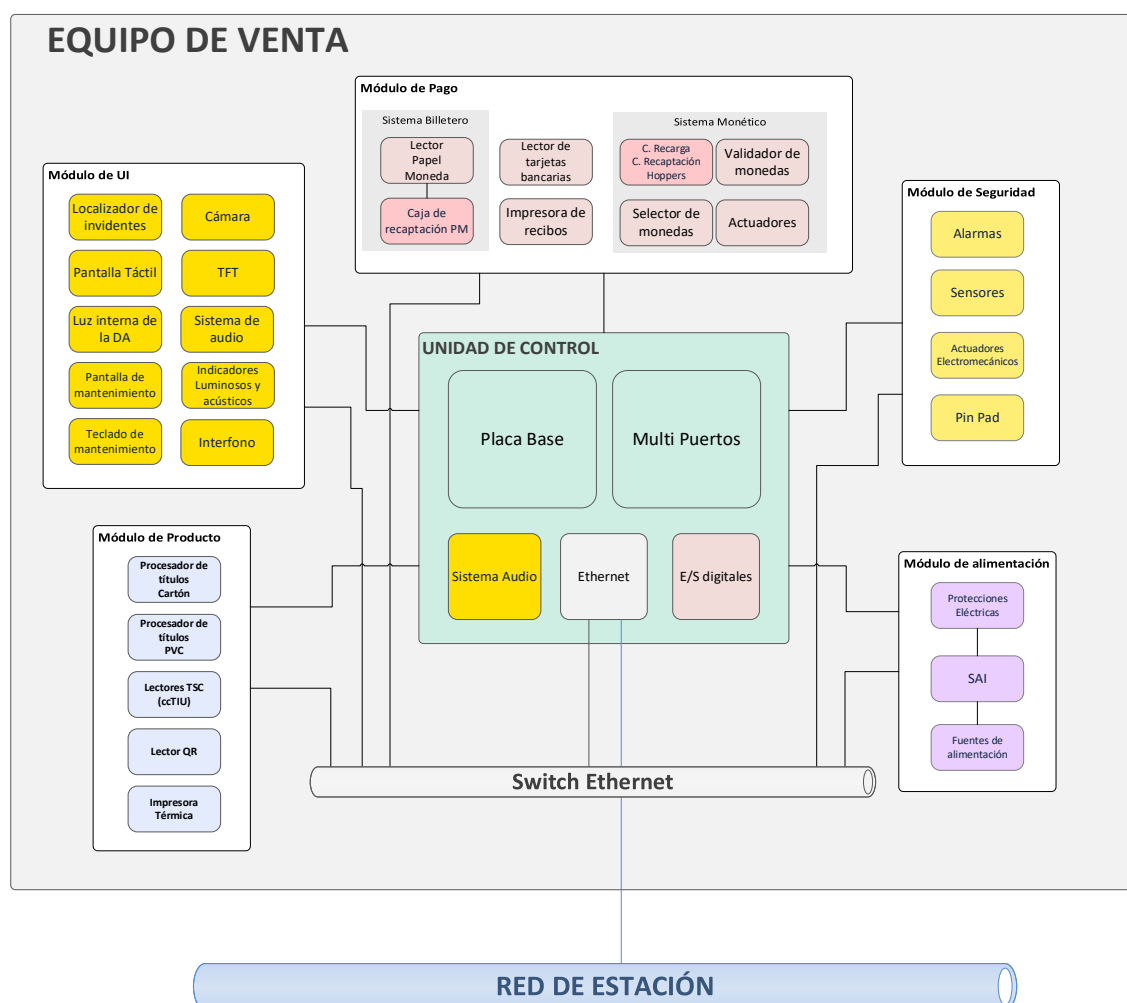 EQUIPO DE VENTA
Módulo de Pago
Sistema Billetero
Lector
Papel
Moneda
Caja de
recaptación PM
Lector de
tarjetas
bancarias
Impresora de
recibos
Sistema Monético
C. Recarga
C. Recaptación
Hoppers
Validador de
monedas
Selector de
monedas
Actuadores
Módulo de UI
Localizador de
invidentes
Cámara
Pantalla Táctil
TFT
Luz interna de
la DA
Sistema de
audio
Pantalla de
mantenimiento
Indicadores
Luminosos y
acústicos
Teclado de
mantenimiento
Interfono
Módulo de Seguridad
Alarmas
Sensores
Actuadores
Electromecánicos
Pin Pad
UNIDAD DE CONTROL
Placa Base
Multi Puertos
Sistema Audio
Ethernet
E/S digitales
Módulo de Producto
Procesador de
títulos
Cartón
Procesador de
títulos
PVC
Lectores TSC
(ccTIU)
Lector QR
Impresora
Térmica
Módulo de alimentación
Protecciones
Eléctricas
SAI
Fuentes de
alimentación
Switch Ethernet
RED DE ESTACIÓN